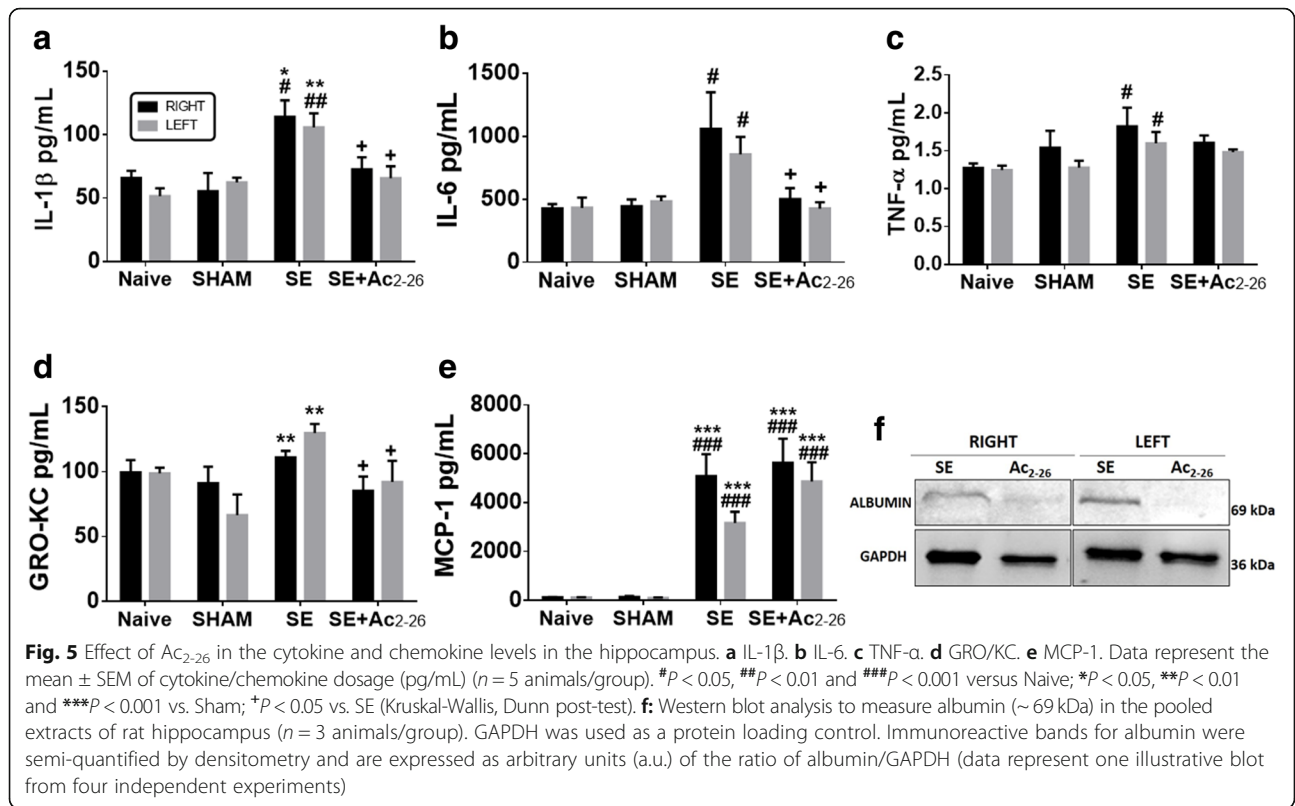 a
150
100
50
0
IL-1β pg/mL
RIGHT
LEFT
*
#
**
##
+
+
Naive SHAM SE SE+Ac2-26
b
1500
1000
500
0
IL-6 pg/mL
#
#
+
+
Naive SHAM SE SE+Ac2-26
c
2.5
2.0
1.5
1.0
0.5
0.0
TNF-α pg/mL
#
#
Naive SHAM SE SE+Ac2-26
d
150
100
50
0
GRO-KC pg/mL
**
**
+
+
Naive SHAM SE SE+Ac2-26
e
8000
6000
4000
2000
0
MCP-1 pg/mL
***
###
***
###
***
###
***
###
Naive SHAM SE SE+Ac2-26
f
RIGHT LEFT
SE Ac2-26 SE Ac2-26
ALBUMIN 69 kDa
GAPDH 36 kDa
Fig. 5 Effect of Ac2-26 in the cytokine and chemokine levels in the hippocampus. a IL-1β. b IL-6. c TNF-α. d GRO/KC. e MCP-1. Data represent the
mean ± SEM of cytokine/chemokine dosage (pg/mL) (n = 5 animals/group). #P < 0.05, ##P < 0.01 and ###P < 0.001 versus Naive; *P < 0.05, **P < 0.01
and ***P < 0.001 vs. Sham; +P < 0.05 vs. SE (Kruskal-Wallis, Dunn post-test). f: Western blot analysis to measure albumin (~ 69 kDa) in the pooled
extracts of rat hippocampus (n = 3 animals/group). GAPDH was used as a protein loading control. Immunoreactive bands for albumin were
semi-quantified by densitometry and are expressed as arbitrary units (a.u.) of the ratio of albumin/GAPDH (data represent one illustrative blot
from four independent experiments)